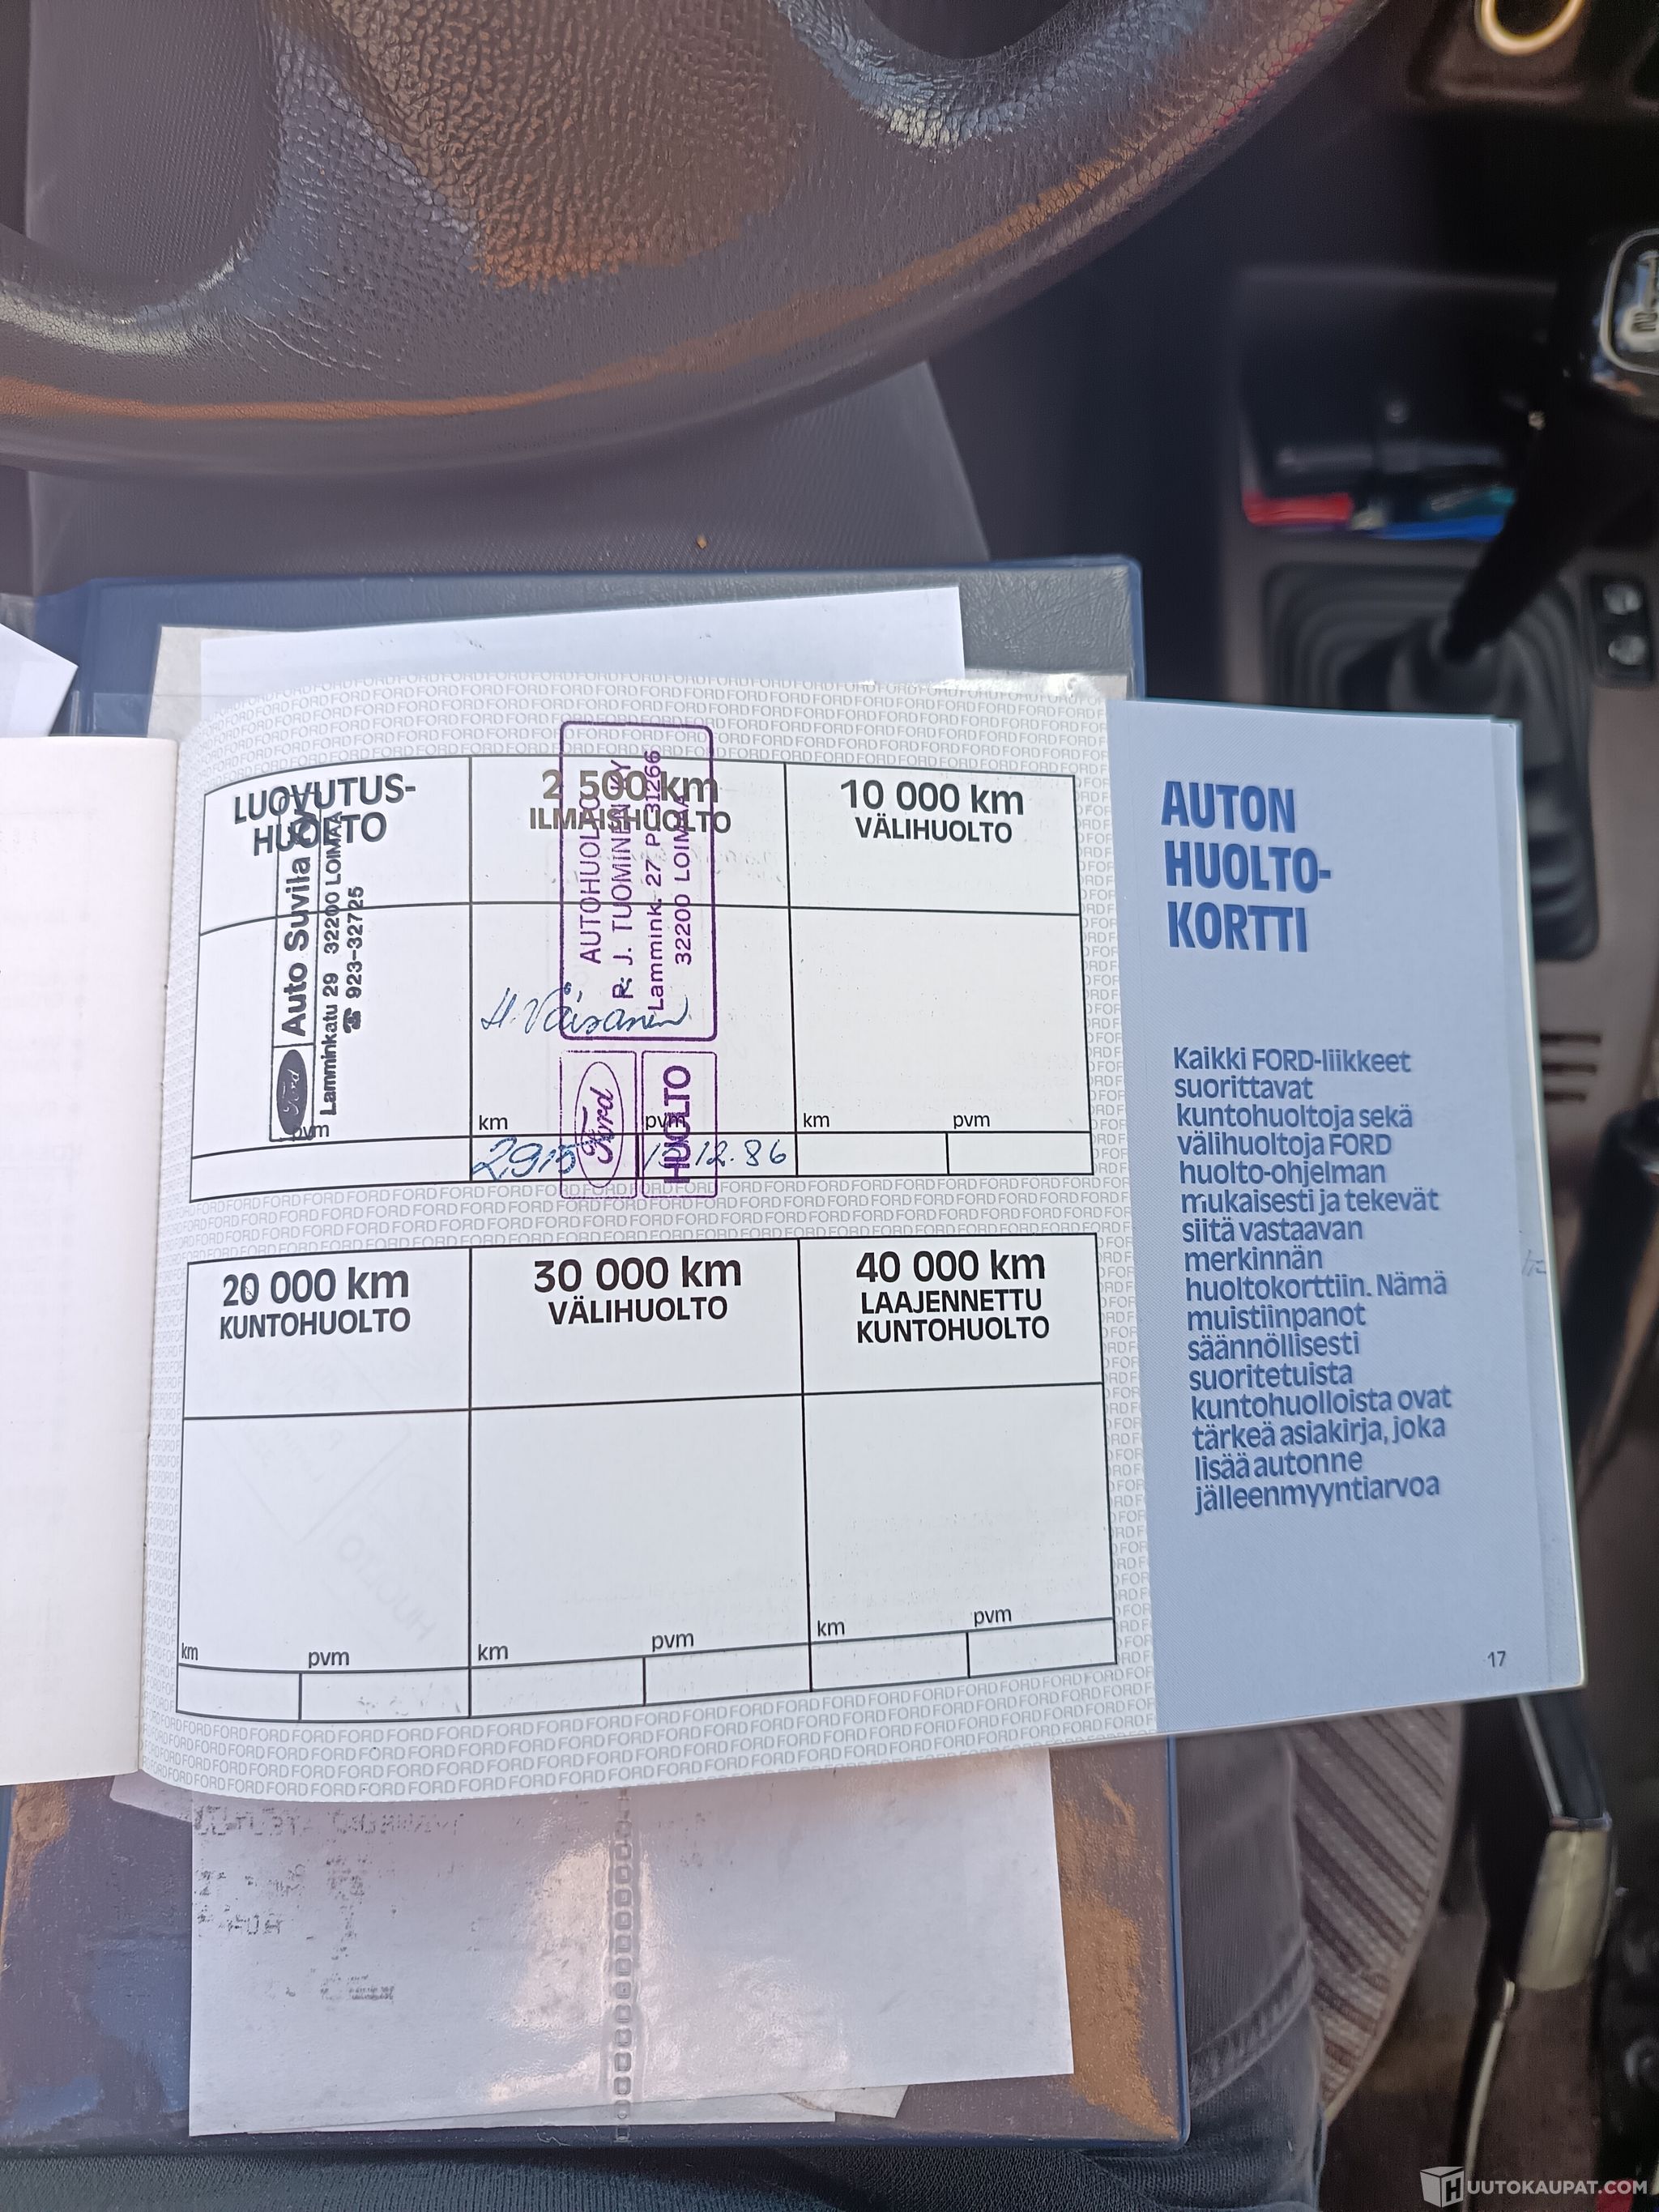 LUOVUTUS-
HUOLTO
Ford
Auto Suvila Oy
Lamminkatu 29 32200 LOIMAA
☎ 923-32725
pvm
2 500 km
ILMAISHUOLTO
AUTOHUOLTO
R. J. TUOMINEN OY
Lammink. 27 P. 31266
32200 LOIMAA
H. Väisänen
Ford
HUOLTO
km
pvm
12.86
10 000 km
VÄLIHUOLTO
km
pvm
20 000 km
KUNTOHUOLTO
km
pvm
30 000 km
VÄLIHUOLTO
km
pvm
40 000 km
LAAJENNETTU
KUNTOHUOLTO
km
pvm
AUTON
HUOLTO-
KORTTI
Kaikki FORD-liikkeet
suorittavat
kuntohuoltoja sekä
välihuoltoja FORD
huolto-ohjelman
mukaisesti ja tekevät
siitä vastaavan
merkinnän
huoltokorttiin. Nämä
muistiinpanot
säännöllisesti
suoritetuista
kuntohuolloista ovat
tärkeä asiakirja, joka
lisää autonne
jälleenmyyntiarvoa
17
HUUTOKAUPAT.COM